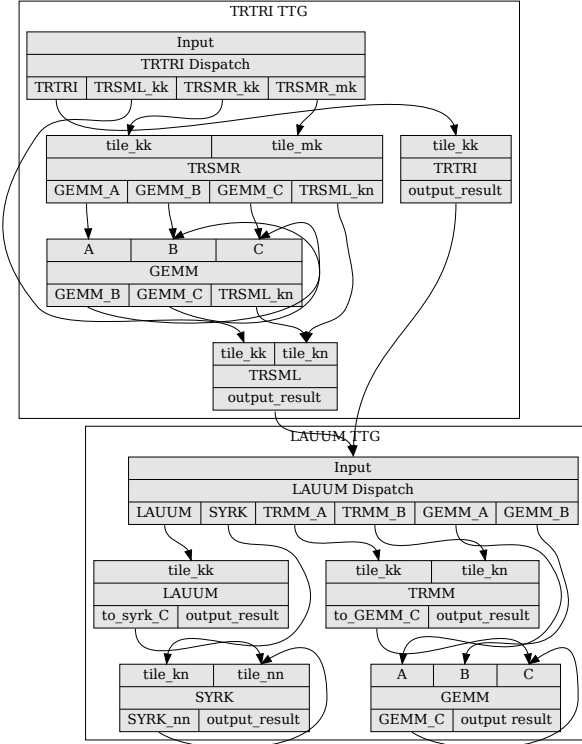 TRTRI TTG
Input
TRTRI Dispatch
TRTRI TRSML_kk TRSMR_kk TRSMR_mk
tile_kk tile_mk
TRSMR
GEMM_A GEMM_B GEMM_C TRSML_kn
tile_kk
TRTRI
output_result
A B C
GEMM
GEMM_B GEMM_C TRSML_kn
tile_kk tile_kn
TRSML
output_result
LAUUM TTG
Input
LAUUM Dispatch
LAUUM SYRK TRMM_A TRMM_B GEMM_A GEMM_B
tile_kk
LAUUM
to_syrk_C output_result
tile_kk tile_kn
TRMM
to_GEMM_C output_result
tile_kn tile_nn
SYRK
SYRK_nn output_result
A B C
GEMM
GEMM_C output result